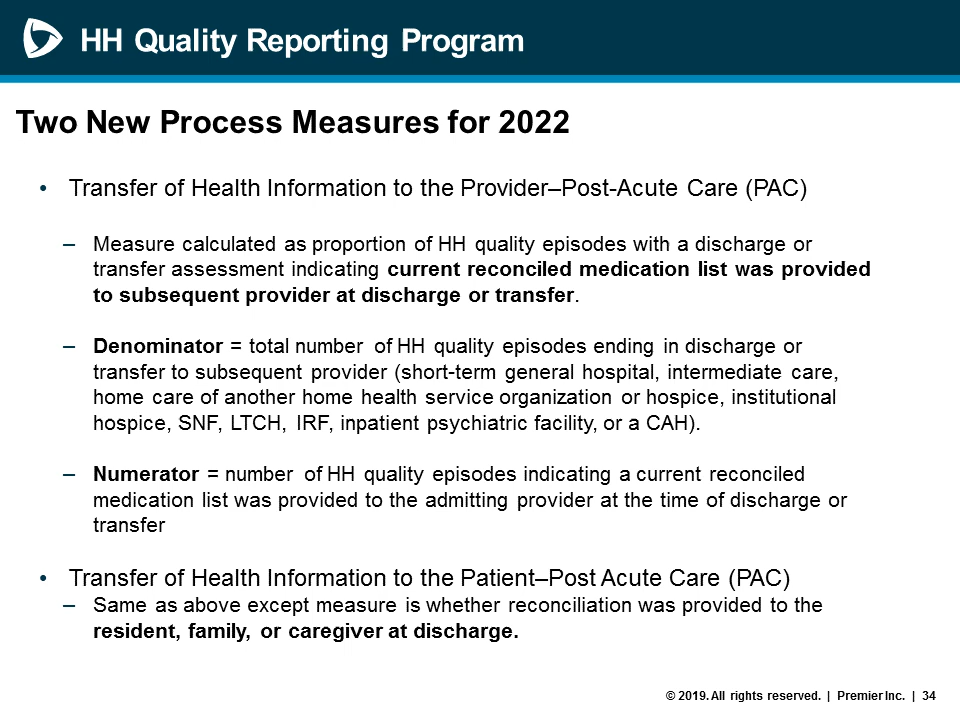 HH Quality Reporting Program
Two New Process Measures for 2022
• Transfer of Health Information to the Provider–Post-Acute Care (PAC)
– Measure calculated as proportion of HH quality episodes with a discharge or
transfer assessment indicating current reconciled medication list was provided
to subsequent provider at discharge or transfer.
– Denominator = total number of HH quality episodes ending in discharge or
transfer to subsequent provider (short-term general hospital, intermediate care,
home care of another home health service organization or hospice, institutional
hospice, SNF, LTCH, IRF, inpatient psychiatric facility, or a CAH).
– Numerator = number of HH quality episodes indicating a current reconciled
medication list was provided to the admitting provider at the time of discharge or
transfer
• Transfer of Health Information to the Patient–Post Acute Care (PAC)
– Same as above except measure is whether reconciliation was provided to the
resident, family, or caregiver at discharge.
© 2019. All rights reserved. | Premier Inc. | 34